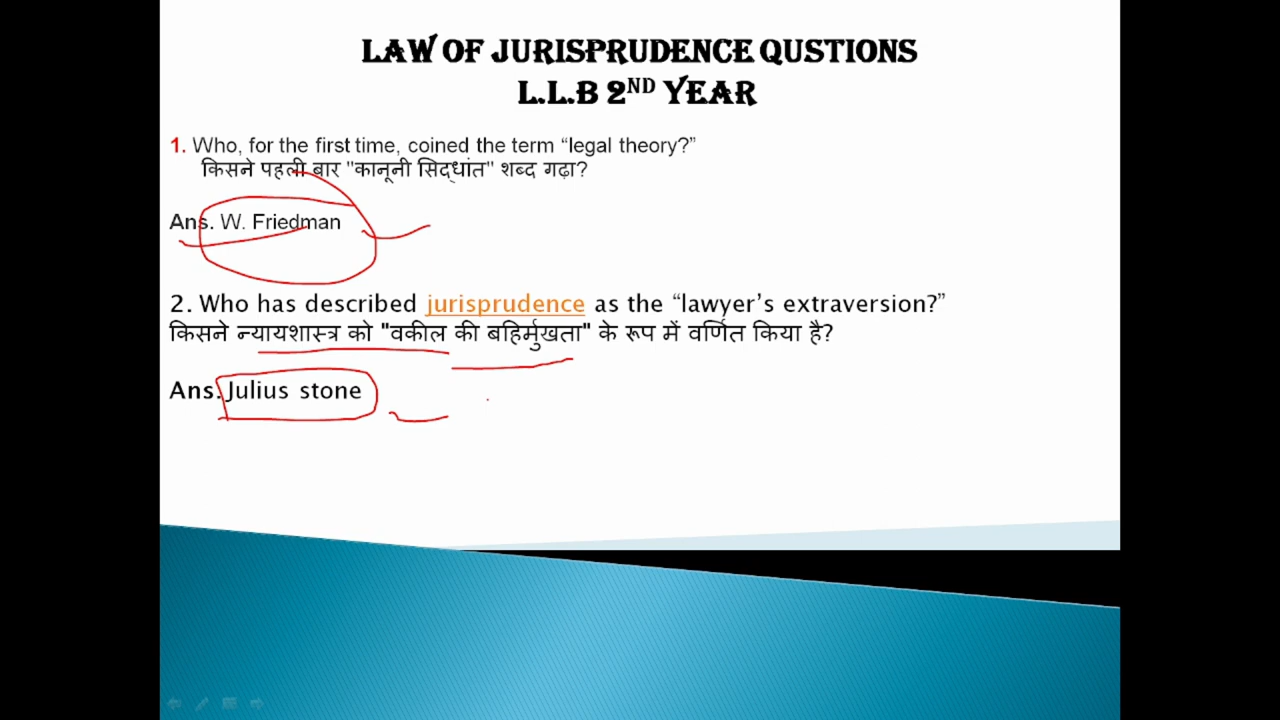 LAW OF JURISPRUDENCE QUSTIONS
L.L.B 2ND YEAR
1. Who, for the first time, coined the term “legal theory?”
किसने पहली बार "कानूनी सिद्धांत" शब्द गढ़ा?
Ans. W. Friedman
2. Who has described jurisprudence as the “lawyer’s extraversion?”
किसने न्यायशास्त्र को "वकील की बहिर्मुखता" के रूप में वर्णित किया है?
Ans. Julius stone